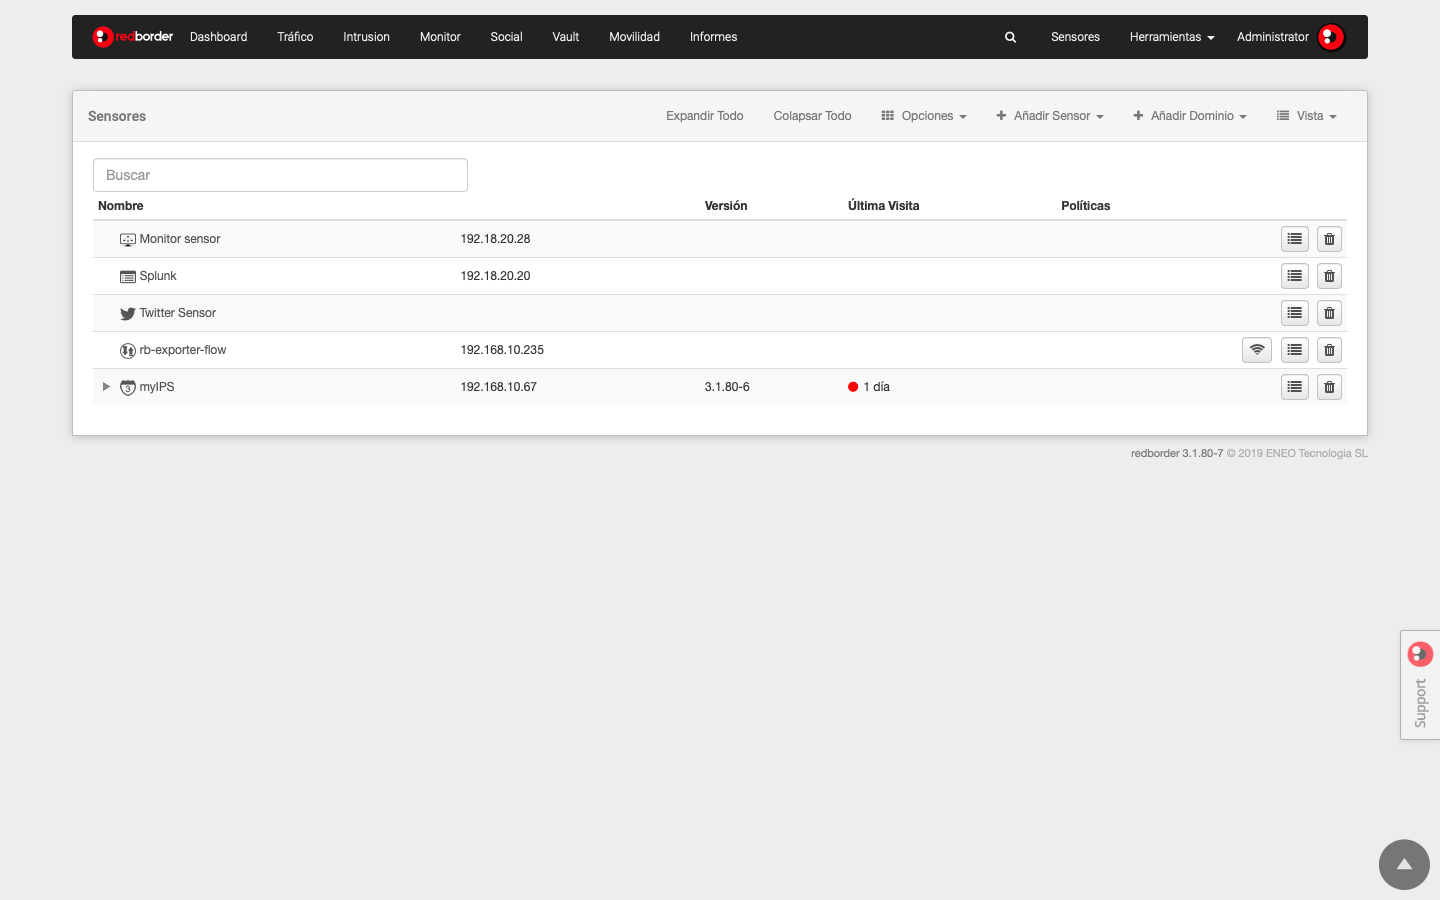 redborder Dashboard Tráfico Intrusion Monitor Social Vault Movilidad Informes Sensores Herramientas Administrator
Sensores Expandir Todo Colapsar Todo Opciones Añadir Sensor Añadir Dominio Vista
Buscar
Nombre Versión Última Visita Políticas
Monitor sensor 192.18.20.28
Splunk 192.18.20.20
Twitter Sensor
rb-exporter-flow 192.168.10.235
3 myIPS 192.168.10.67 3.1.80-6 1 día
redborder 3.1.80-7 © 2019 ENEO Tecnologia SL
Support